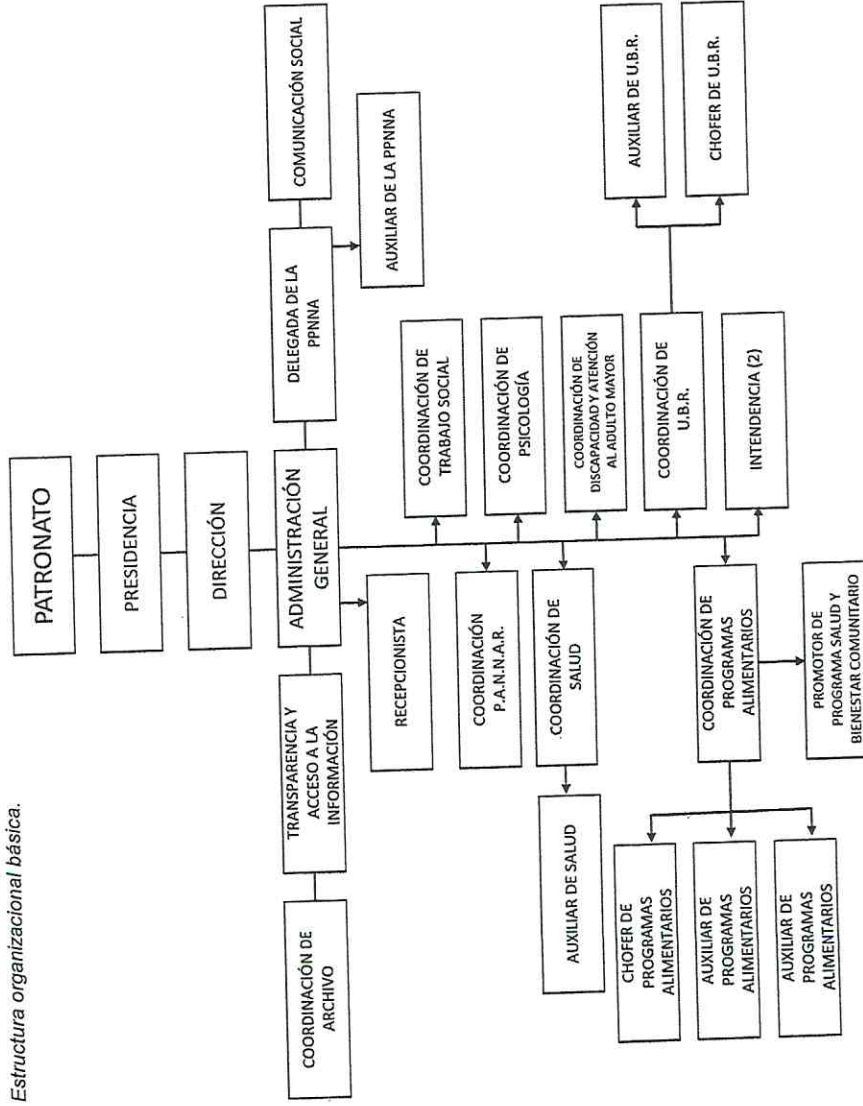 Estructura organizacional básica.
PATRONATO
PRESIDENCIA
DIRECCIÓN
COORDINACIÓN DE
ARCHIVO
TRANSPARENCIA Y
ACCESO A LA
INFORMACIÓN
ADMINISTRACIÓN
GENERAL
DELEGADA DE LA
PPNNA
COMUNICACIÓN SOCIAL
RECEPCIONISTA
AUXILIAR DE LA PPNNA
COORDINACIÓN DE
TRABAJO SOCIAL
COORDINACIÓN
P.A.N.N.A.R.
COORDINACIÓN DE
PSICOLOGÍA
COORDINACIÓN DE
SALUD
AUXILIAR DE SALUD
COORDINACIÓN DE
DISCAPACIDAD Y ATENCIÓN
AL ADULTO MAYOR
COORDINACIÓN DE
U.B.R.
AUXILIAR DE U.B.R.
CHOFER DE U.B.R.
INTENDENCIA (2)
COORDINACIÓN DE
PROGRAMAS
ALIMENTARIOS
CHOFER DE
PROGRAMAS
ALIMENTARIOS
AUXILIAR DE
PROGRAMAS
ALIMENTARIOS
AUXILIAR DE
PROGRAMAS
ALIMENTARIOS
PROMOTOR DE
PROGRAMA SALUD Y
BIENESTAR COMUNITARIO